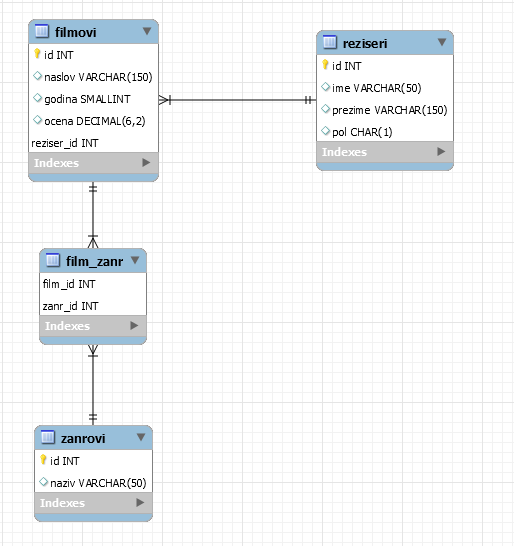 filmovi
id INT
naslov VARCHAR(150)
godina SMALLINT
ocena DECIMAL(6,2)
reziser_id INT
Indexes
reziseri
id INT
ime VARCHAR(50)
prezime VARCHAR(150)
pol CHAR(1)
Indexes
film_zanr
film_id INT
zanr_id INT
Indexes
zanrovi
id INT
naziv VARCHAR(50)
Indexes